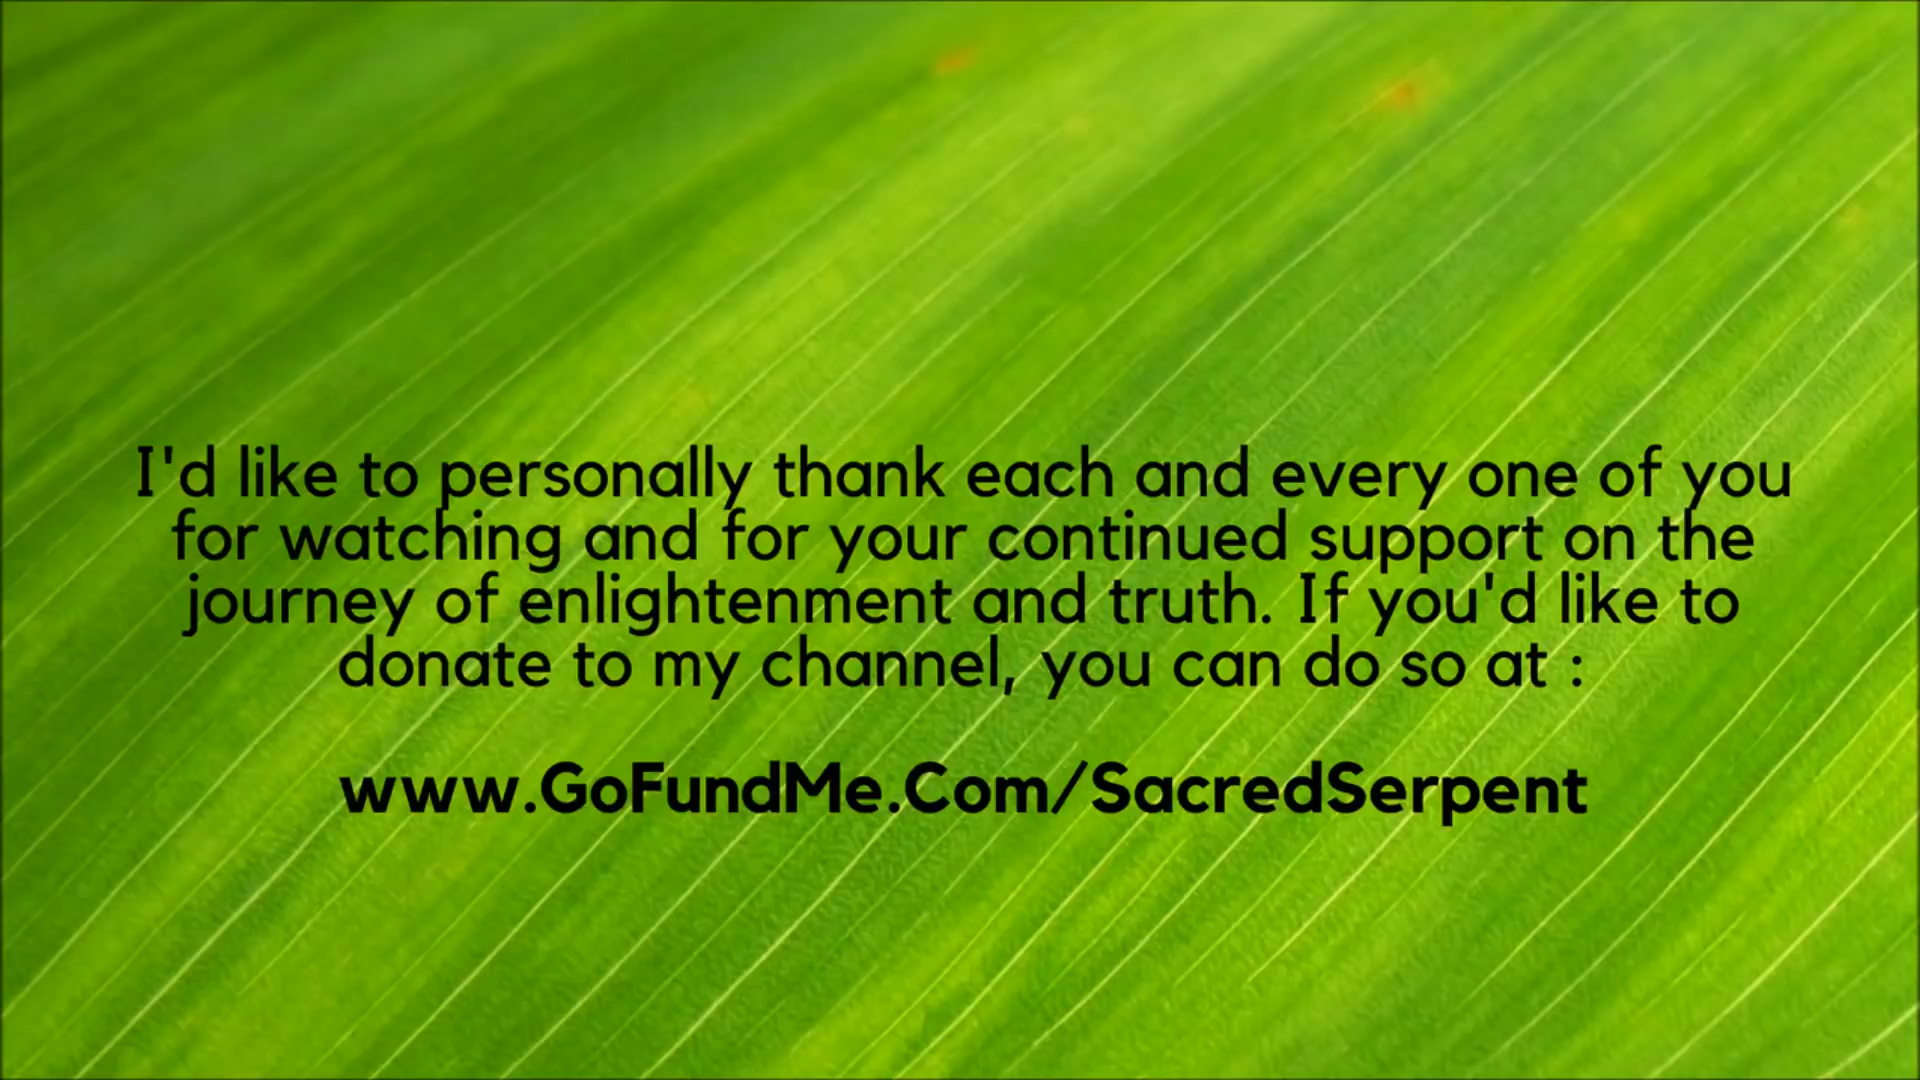 I'd like to personally thank each and every one of you
for watching and for your continued support on the
journey of enlightenment and truth. If you'd like to
donate to my channel, you can do so at :
www.GoFundMe.Com/SacredSerpent